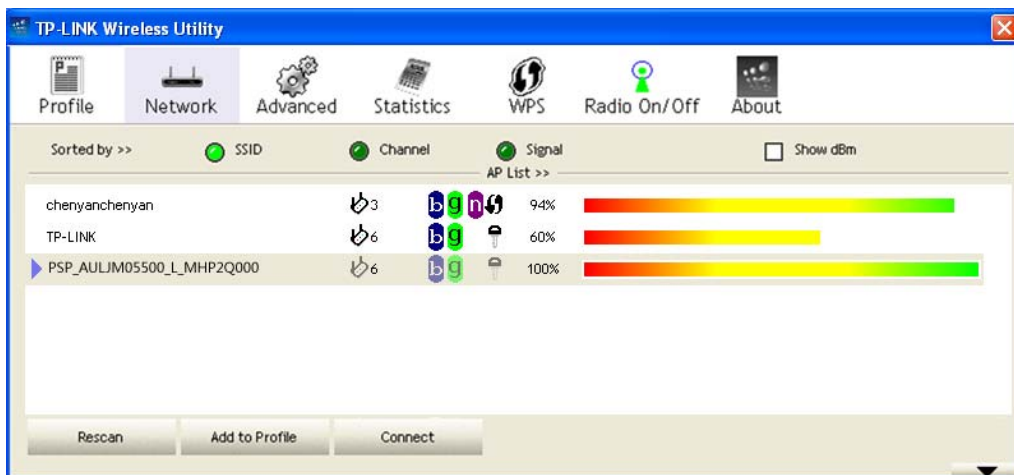 TP-LINK Wireless Utility
Profile Network Advanced Statistics WPS Radio On/Off About
Sorted by >> SSID Channel Signal Show dBm
AP List >>
chenyanchenyan 3 b g n 94%
TP-LINK 6 b g 60%
PSP_AULJM05500_L_MHP2Q000 6 b g 100%
Rescan Add to Profile Connect